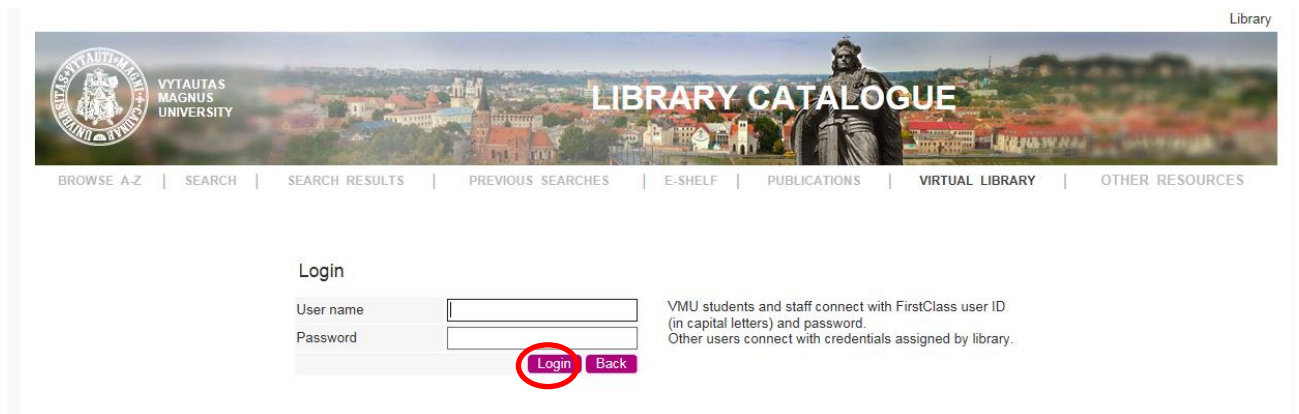 Library
VYTAUTAS
MAGNUS
UNIVERSITY
LIBRARY CATALOGUE
BROWSE A-Z | SEARCH | SEARCH RESULTS | PREVIOUS SEARCHES | E-SHELF | PUBLICATIONS | VIRTUAL LIBRARY | OTHER RESOURCES
Login
User name
VMU students and staff connect with FirstClass user ID
(in capital letters) and password.
Password
Other users connect with credentials assigned by library.
Login Back